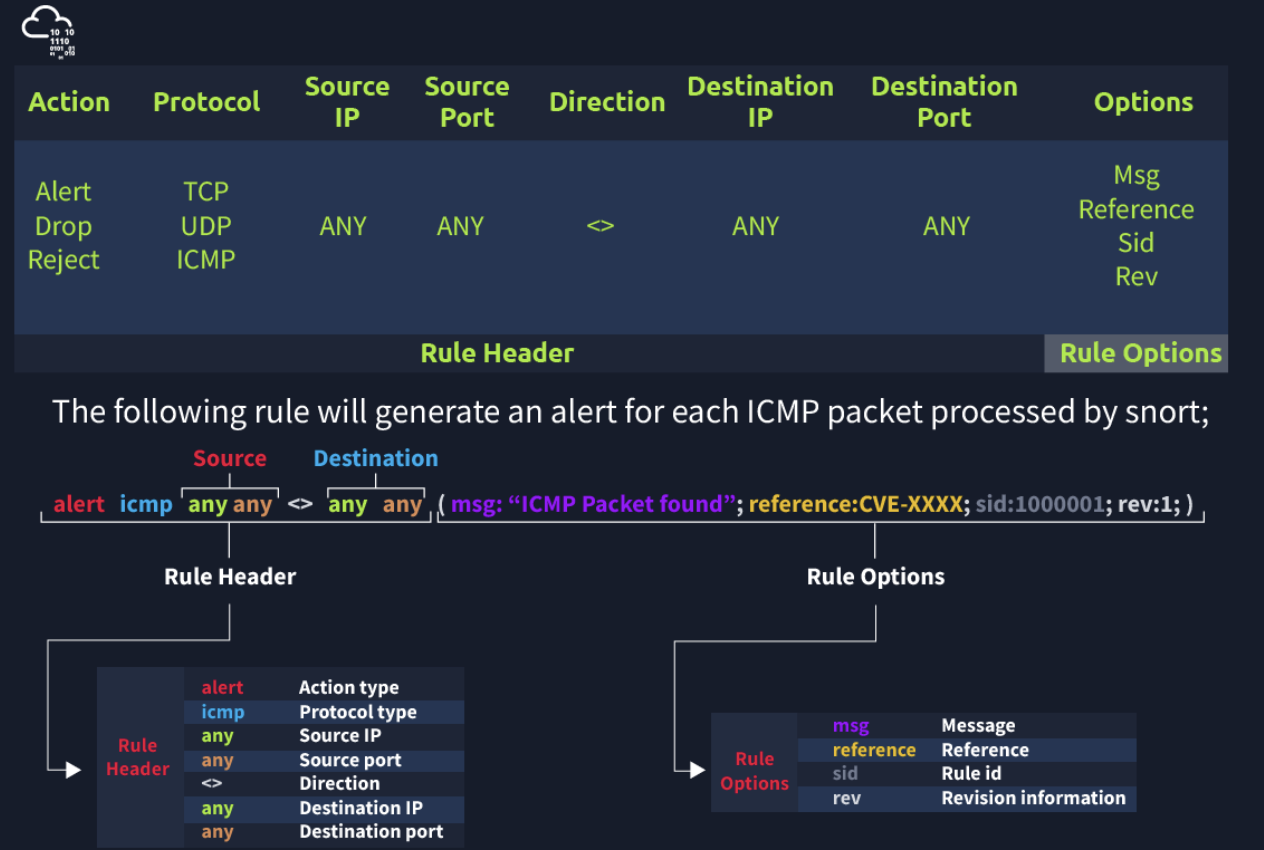 10 10
1110
0101 01
Action Protocol Source IP Source Port Direction Destination IP Destination Port Options
Alert TCP Msg
Drop UDP ANY ANY <> ANY ANY Reference
Reject ICMP Sid
Rev
Rule Header Rule Options
The following rule will generate an alert for each ICMP packet processed by snort;
Source Destination
alert icmp any any <> any any ( msg: “ICMP Packet found”; reference:CVE-XXXX; sid:1000001; rev:1; )
Rule Header Rule Options
Rule Header
alert Action type
icmp Protocol type
any Source IP
any Source port
<> Direction
any Destination IP
any Destination port
Rule Options
msg Message
reference Reference
sid Rule id
rev Revision information